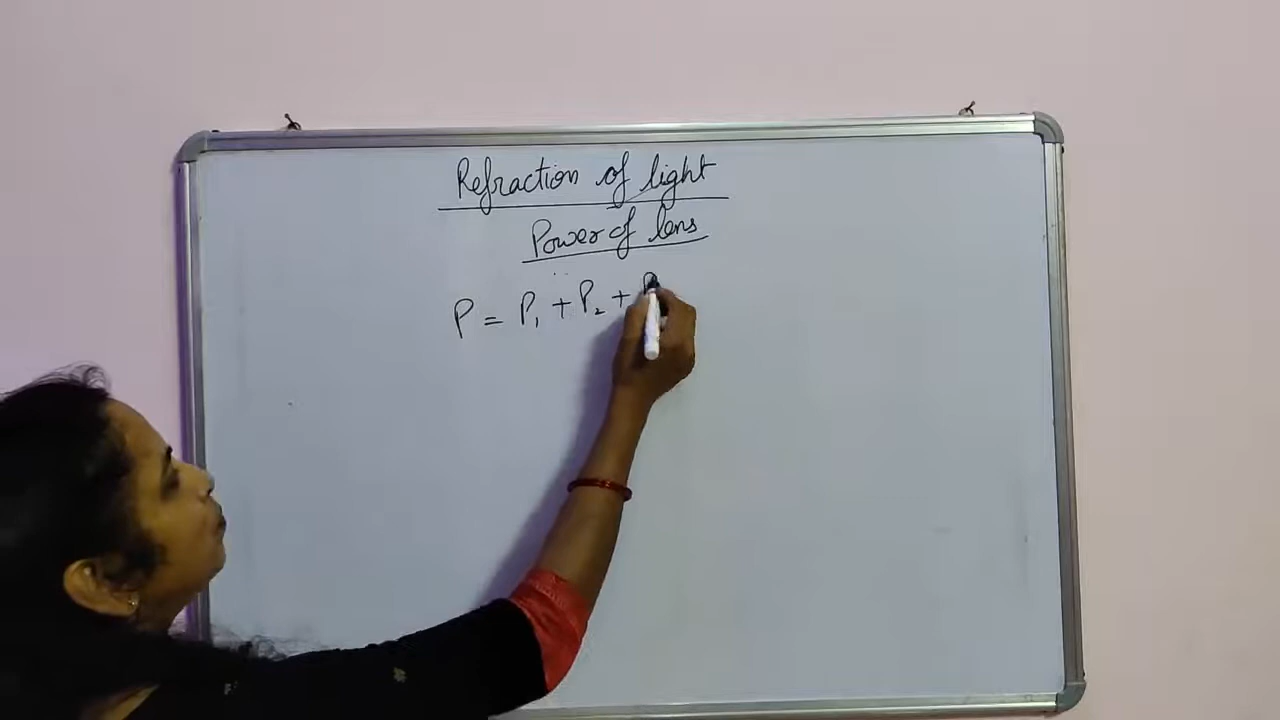 Refraction of light
Power of lens
P = P₁ + P₂ + P